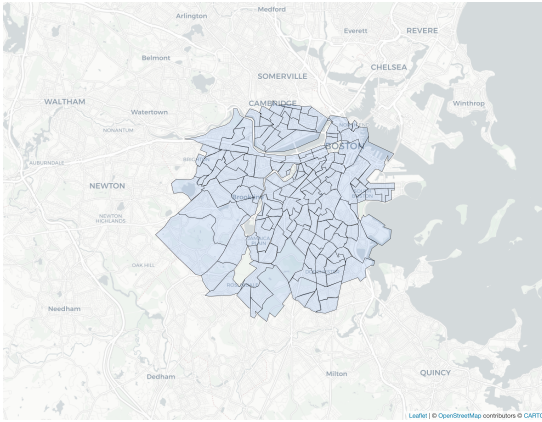 Medford
Arlington
Everett
REVERE
Belmont
CHELSEA
SOMERVILLE
WALTHAM
CAMBRIDGE
Winthrop
Watertown
NONANTUM
BOSTON
AUBURNDALE
NEWTON
Brookline
NEWTON
HIGHLANDS
OAK HILL
Needham
Dedham
Milton
QUINCY
Leaflet | © OpenStreetMap contributors © CARTO